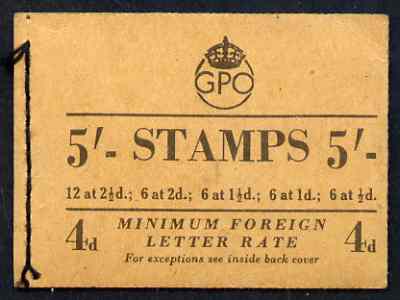 GPO
5/- STAMPS 5/-
12 at 2½d.; 6 at 2d.; 6 at 1½d.; 6 at 1d.; 6 at ½d.
4d MINIMUM FOREIGN 4d
LETTER RATE
For exceptions see inside back cover